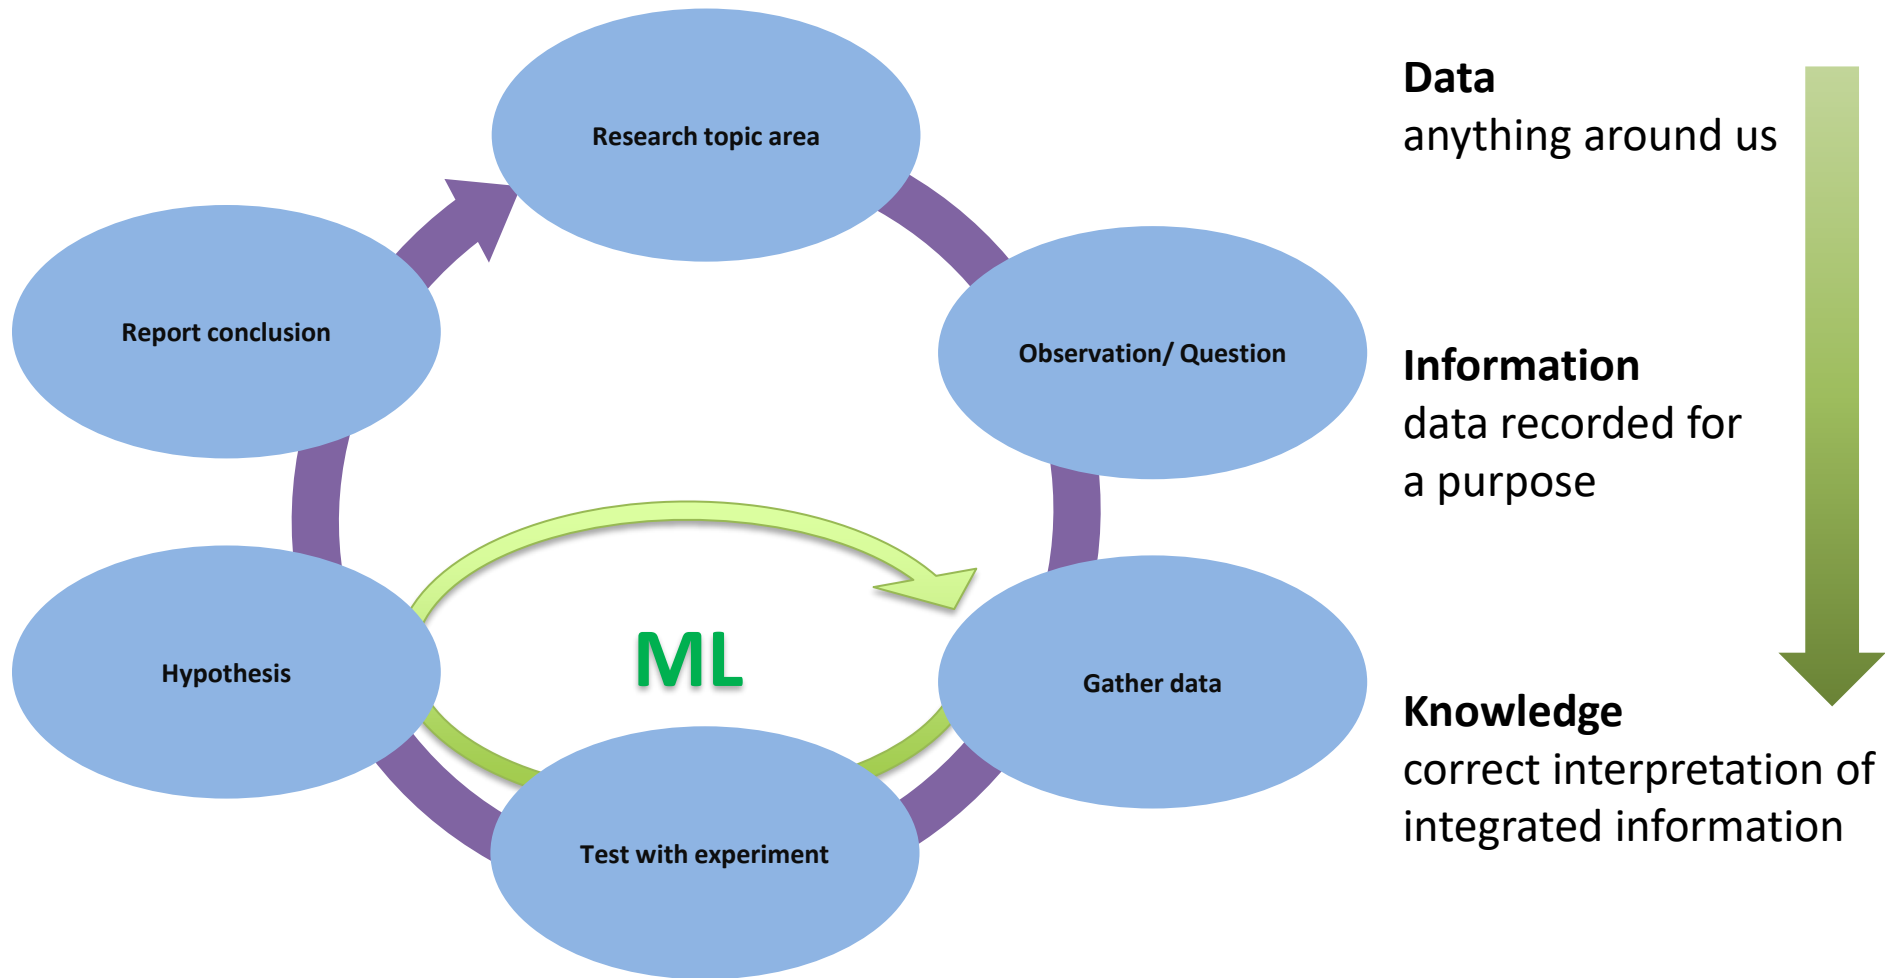 Research topic area
Observation/ Question
Gather data
Test with experiment
Hypothesis
Report conclusion
ML
Data
anything around us
Information
data recorded for
a purpose
Knowledge
correct interpretation of
integrated information